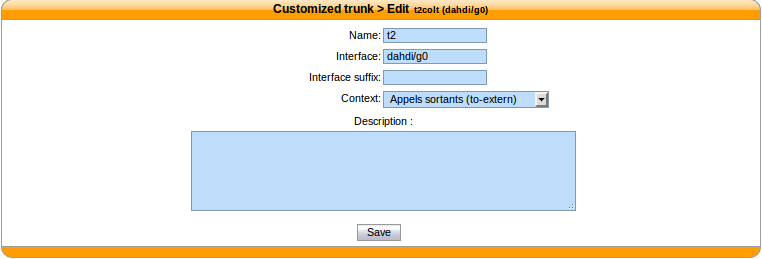 Customized trunk > Edit t2colt (dahdi/g0)
Name: t2
Interface: dahdi/g0
Interface suffix:
Context: Appels sortants (to-extern)
Description :
Save